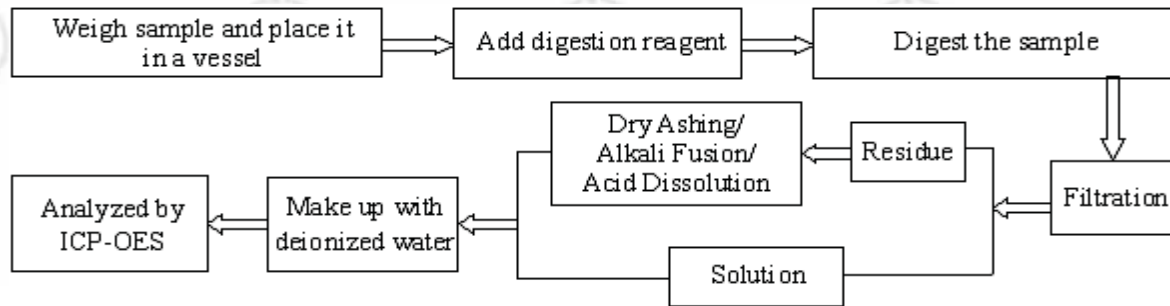 Weigh sample and place it
in a vessel
Add digestion reagent
Digest the sample
Filtration
Residue
Dry Ashing/
Alkali Fusion/
Acid Dissolution
Solution
Make up with
deionized water
Analyzed by
ICP-OES